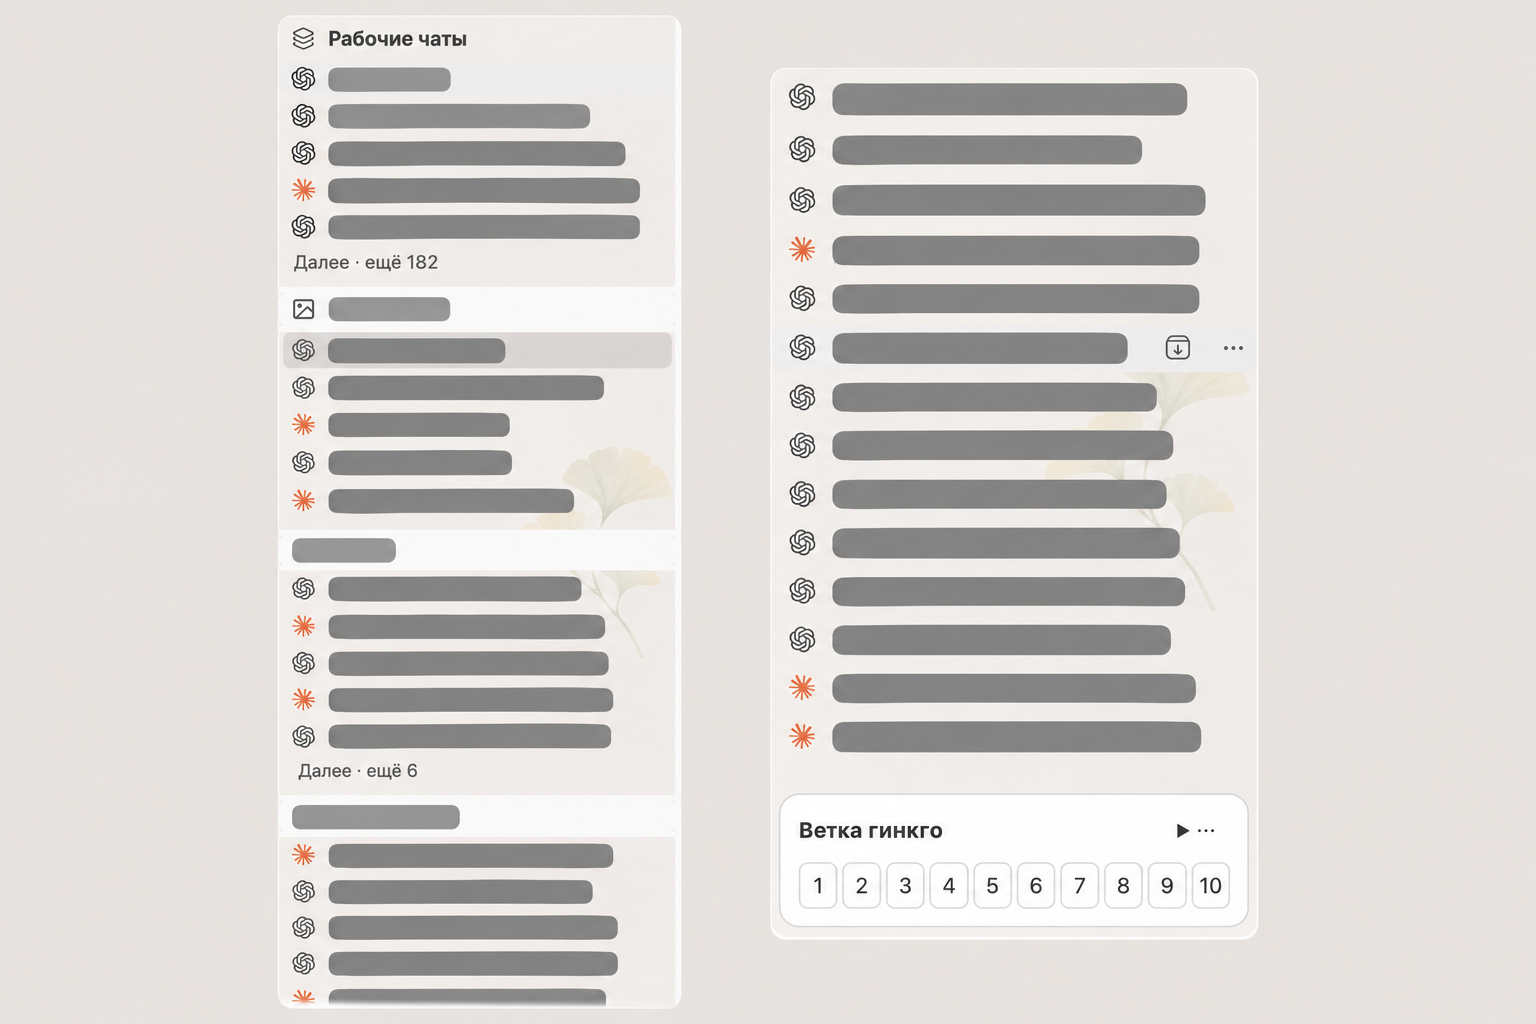 Рабочие чаты
Далее · ещё 182
Далее · ещё 6
Ветка гинкго
1 2 3 4 5 6 7 8 9 10